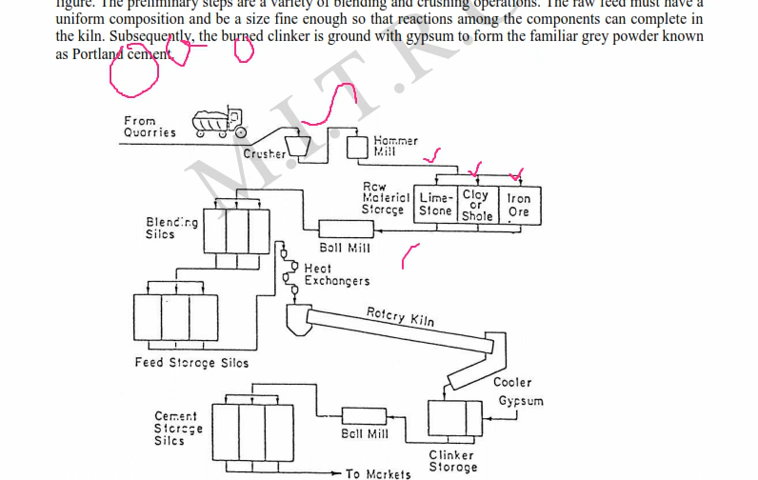 figure. The preliminary steps are a variety of blending and crushing operations. The raw feed must have a
uniform composition and be a size fine enough so that reactions among the components can complete in
the kiln. Subsequently, the burned clinker is ground with gypsum to form the familiar grey powder known
as Portland cement.
M.I.T.R.C
From
Quarries
Crusher
Hammer
Mill
Raw
Material
Storage
Lime-
Stone
Clay
or
Shale
Iron
Ore
Blending
Silos
Ball Mill
Heat
Exchangers
Rotary Kiln
Feed Storage Silos
Cooler
Gypsum
Cement
Storage
Silos
Ball Mill
Clinker
Storage
To Markets